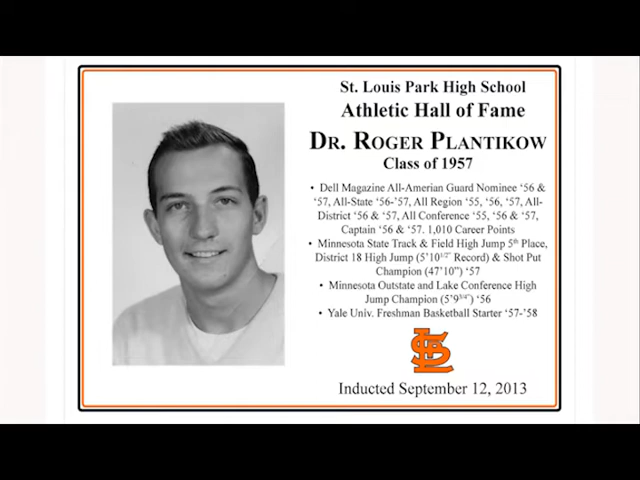 St. Louis Park High School
Athletic Hall of Fame
DR. ROGER PLANTIKOW
Class of 1957
• Dell Magazine All-Amerian Guard Nominee '56 &
'57, All-State '56-'57, All Region '55, '56, '57, All-
District '56 & '57, All Conference '55, '56 & '57,
Captain '56 & '57. 1,010 Career Points
• Minnesota State Track & Field High Jump 5th Place,
District 18 High Jump (5'10 1/2" Record) & Shot Put
Champion (47'10") '57
• Minnesota Outstate and Lake Conference High
Jump Champion (5'9 3/4") '56
• Yale Univ. Freshman Basketball Starter '57-'58
SL
Inducted September 12, 2013